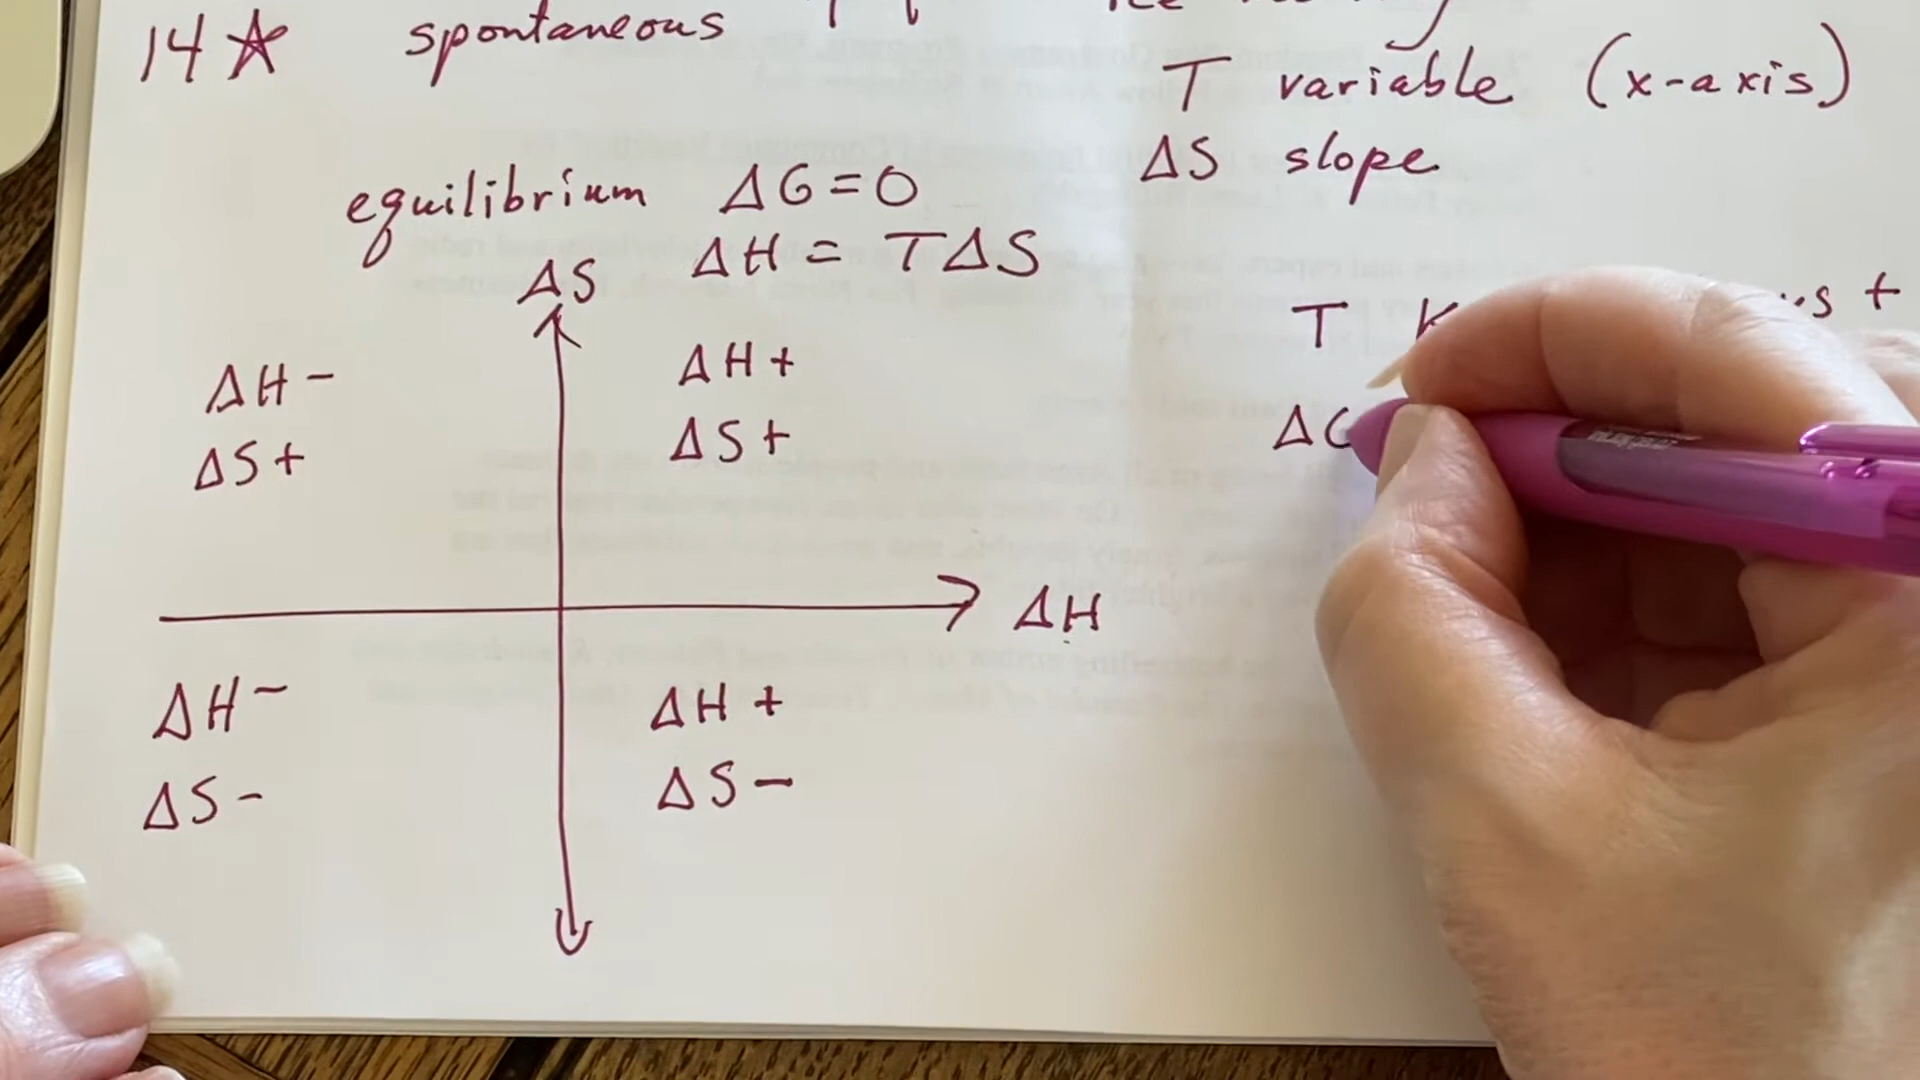 14☆ spontaneous
T variable (x-axis)
ΔS slope
equilibrium ΔG=0
ΔH = TΔS
T K +
ΔG
ΔS
ΔH
ΔH - 
ΔS +
ΔH +
ΔS +
ΔH -
ΔS -
ΔH +
ΔS -